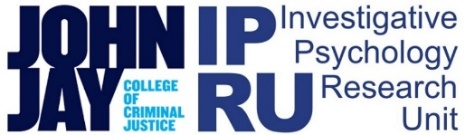 JOHN
JAY
COLLEGE
OF
CRIMINAL
JUSTICE
IP
RU
Investigative
Psychology
Research
Unit